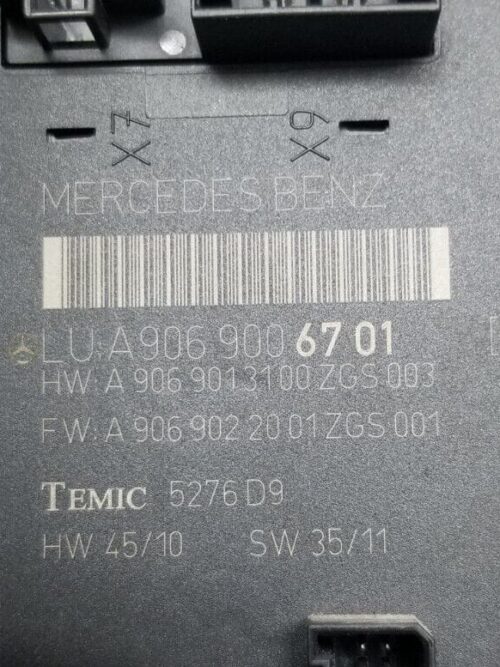 X7 X6
MERCEDES BENZ
LU: A 906 900 67 01
HW: A 906 901 31 00 ZGS 003
FW: A 906 902 20 01 ZGS 001
TEMIC 5276 D9
HW 45/10 SW 35/11